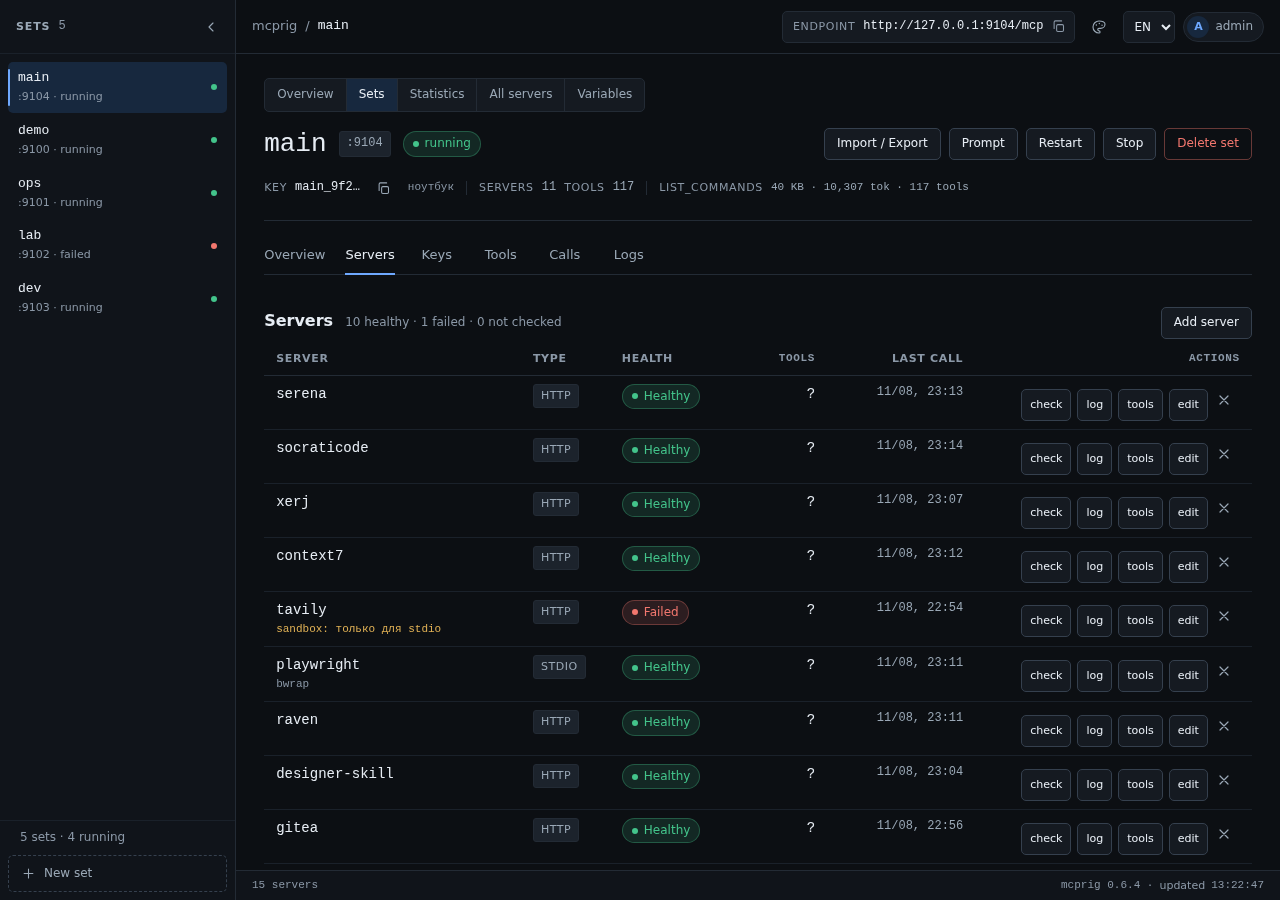 SETS 5
mcprig / main
ENDPOINT http://127.0.0.1:9104/mcp
EN
A admin
main
:9104 · running
demo
:9100 · running
ops
:9101 · running
lab
:9102 · failed
dev
:9103 · running
5 sets · 4 running
New set
Overview Sets Statistics All servers Variables
main :9104 running
Import / Export Prompt Restart Stop Delete set
KEY main_9f2… ноутбук SERVERS 11 TOOLS 117 LIST_COMMANDS 40 KB · 10,307 tok · 117 tools
Overview Servers Keys Tools Calls Logs
Servers 10 healthy · 1 failed · 0 not checked
Add server
SERVER TYPE HEALTH TOOLS LAST CALL ACTIONS
serena HTTP Healthy ? 11/08, 23:13 check log tools edit
socraticode HTTP Healthy ? 11/08, 23:14 check log tools edit
xerj HTTP Healthy ? 11/08, 23:07 check log tools edit
context7 HTTP Healthy ? 11/08, 23:12 check log tools edit
tavily HTTP Failed ? 11/08, 22:54 check log tools edit
sandbox: только для stdio
playwright STDIO Healthy ? 11/08, 23:11 check log tools edit
bwrap
raven HTTP Healthy ? 11/08, 23:11 check log tools edit
designer-skill HTTP Healthy ? 11/08, 23:04 check log tools edit
gitea HTTP Healthy ? 11/08, 22:56 check log tools edit
15 servers
mcprig 0.6.4 · updated 13:22:47